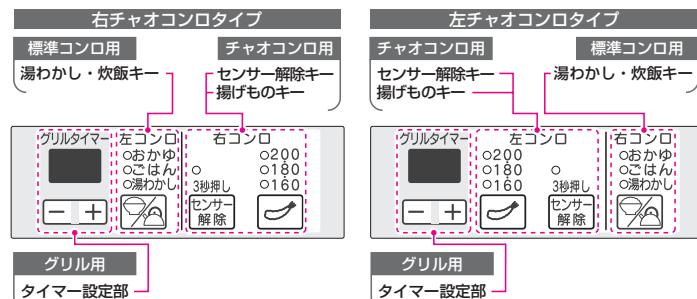 右チャオコンロタイプ
標準コンロ用
チャオコンロ用
湯わかし・炊飯キー
センサー解除キー
揚げものキー
グリルタイマー
左コンロ
おかゆ
ごはん
湯わかし
右コンロ
200
180
160
3秒押し
センサー
解除
− +
グリル用
タイマー設定部
左チャオコンロタイプ
チャオコンロ用
標準コンロ用
センサー解除キー
揚げものキー
湯わかし・炊飯キー
グリルタイマー
左コンロ
200
180
160
3秒押し
センサー
解除
右コンロ
おかゆ
ごはん
湯わかし
− +
グリル用
タイマー設定部